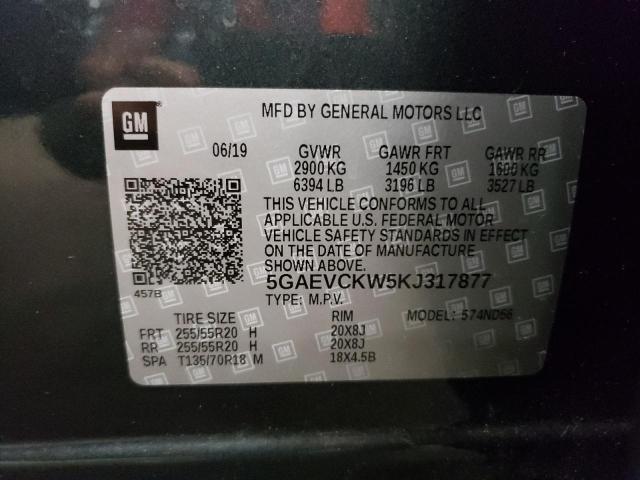 GM
MFD BY GENERAL MOTORS LLC
06/19 GVWR GAWR FRT GAWR RR
2900 KG 1450 KG 1600 KG
6394 LB 3196 LB 3527 LB
THIS VEHICLE CONFORMS TO ALL
APPLICABLE U.S. FEDERAL MOTOR
VEHICLE SAFETY STANDARDS IN EFFECT
ON THE DATE OF MANUFACTURE
SHOWN ABOVE.
457B
5GAEVCKW5KJ317877
TYPE: M.P.V.
TIRE SIZE RIM MODEL: 574ND56
FRT 255/55R20 H 20X8J
RR 255/55R20 H 20X8J
SPA T135/70R18 M 18X4.5B